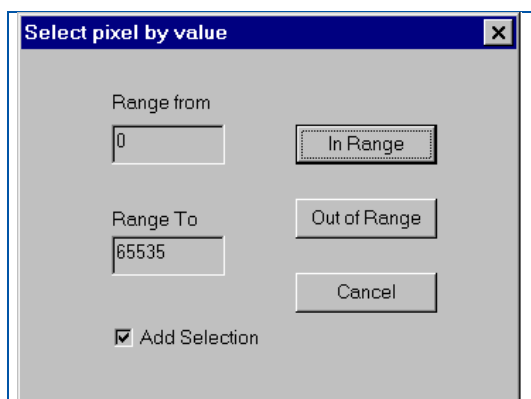 Select pixel by value
Range from
0
In Range
Range To
65535
Out of Range
Cancel
Add Selection